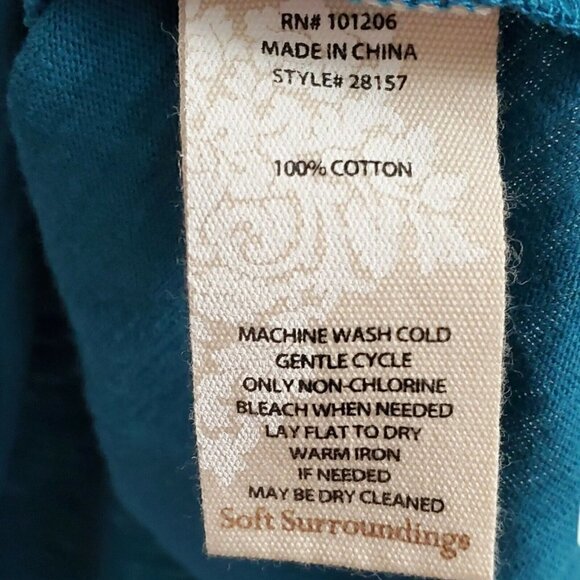 RN# 101206
MADE IN CHINA
STYLE# 28157
100% COTTON
MACHINE WASH COLD
GENTLE CYCLE
ONLY NON-CHLORINE
BLEACH WHEN NEEDED
LAY FLAT TO DRY
WARM IRON
IF NEEDED
MAY BE DRY CLEANED
Soft Surroundings